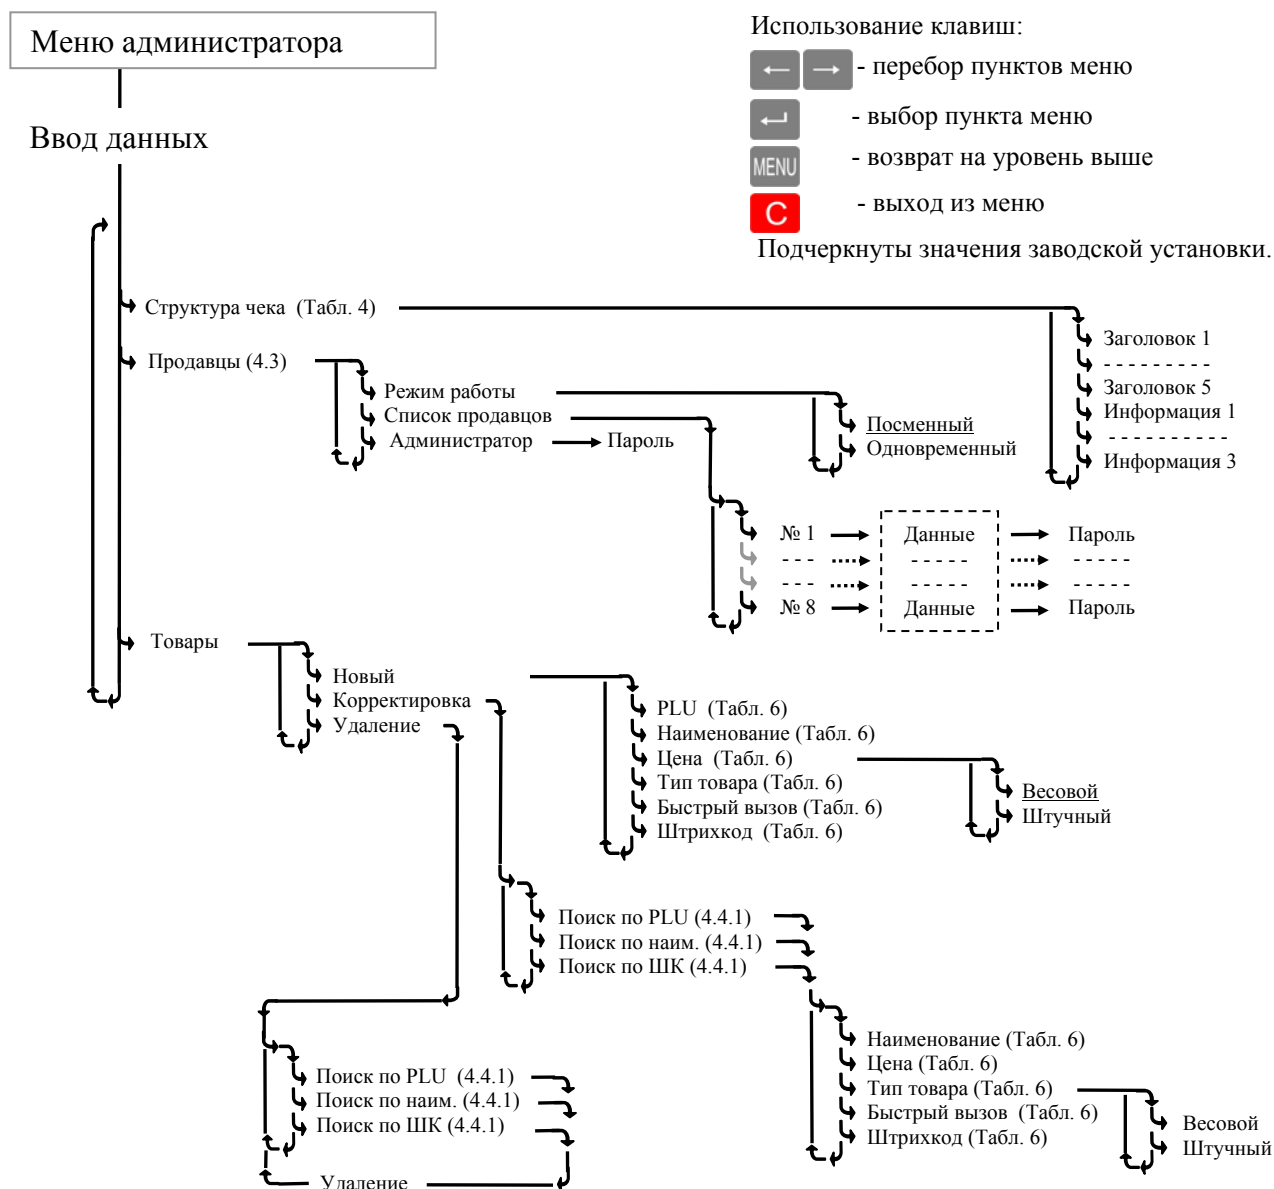 Меню администратора
Использование клавиш:
← → - перебор пунктов меню
- выбор пункта меню
MENU - возврат на уровень выше
C - выход из меню
Подчеркнуты значения заводской установки.
Ввод данных
Структура чека (Табл. 4)
Заголовок 1
- - - - - - - - -
Заголовок 5
Информация 1
- - - - - - - - - -
Информация 3
Продавцы (4.3)
Режим работы
Список продавцов
Администратор
Пароль
Посменный
Одновременный
№ 1 Данные Пароль
- - - - - - - - - - - - -
- - - - - - - - - - - - -
№ 8 Данные Пароль
Товары
Новый
Корректировка
Удаление
PLU (Табл. 6)
Наименование (Табл. 6)
Цена (Табл. 6)
Тип товара (Табл. 6)
Быстрый вызов (Табл. 6)
Штрихкод (Табл. 6)
Весовой
Штучный
Поиск по PLU (4.4.1)
Поиск по наим. (4.4.1)
Поиск по ШК (4.4.1)
Наименование (Табл. 6)
Цена (Табл. 6)
Тип товара (Табл. 6)
Быстрый вызов (Табл. 6)
Штрихкод (Табл. 6)
Весовой
Штучный
Поиск по PLU (4.4.1)
Поиск по наим. (4.4.1)
Поиск по ШК (4.4.1)
Удаление